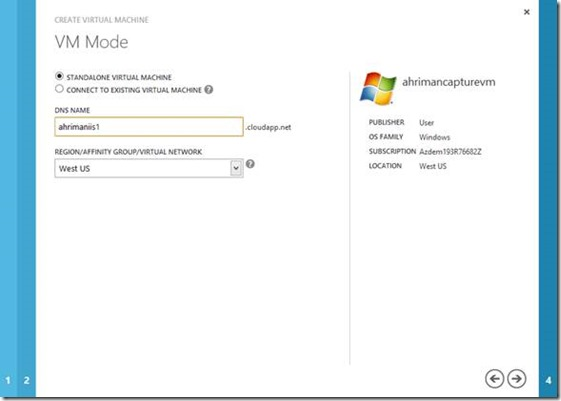 CREATE VIRTUAL MACHINE
VM Mode
STANDALONE VIRTUAL MACHINE
CONNECT TO EXISTING VIRTUAL MACHINE ?
DNS NAME
ahrimaniis1 .cloudapp.net
REGION/AFFINITY GROUP/VIRTUAL NETWORK
West US ?
ahrimancapturevm
PUBLISHER User
OS FAMILY Windows
SUBSCRIPTION Azdem193R76682Z
LOCATION West US
1 2 4